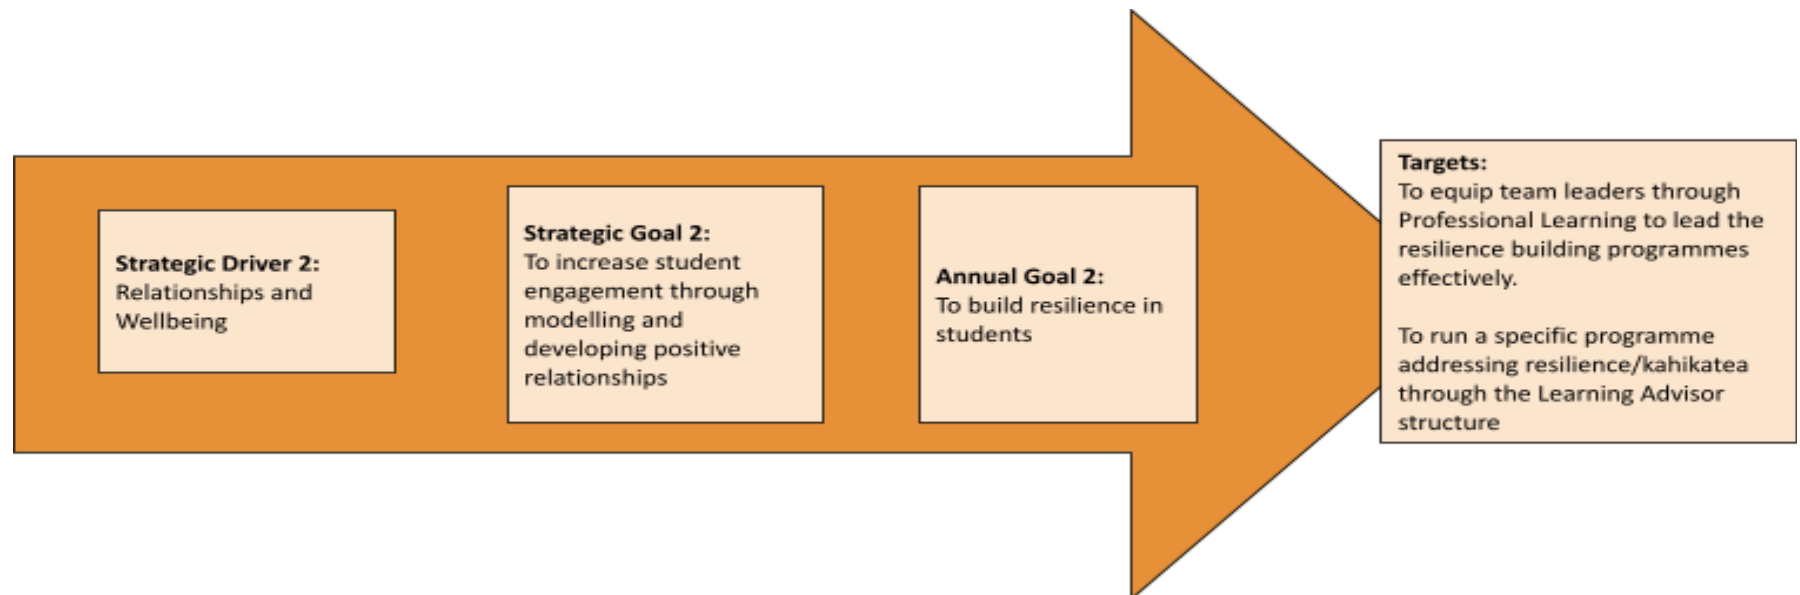 Strategic Driver 2:
Relationships and
Wellbeing
Strategic Goal 2:
To increase student
engagement through
modelling and
developing positive
relationships
Annual Goal 2:
To build resilience in
students
Targets:
To equip team leaders through
Professional Learning to lead the
resilience building programmes
effectively.
To run a specific programme
addressing resilience/kahikatea
through the Learning Advisor
structure